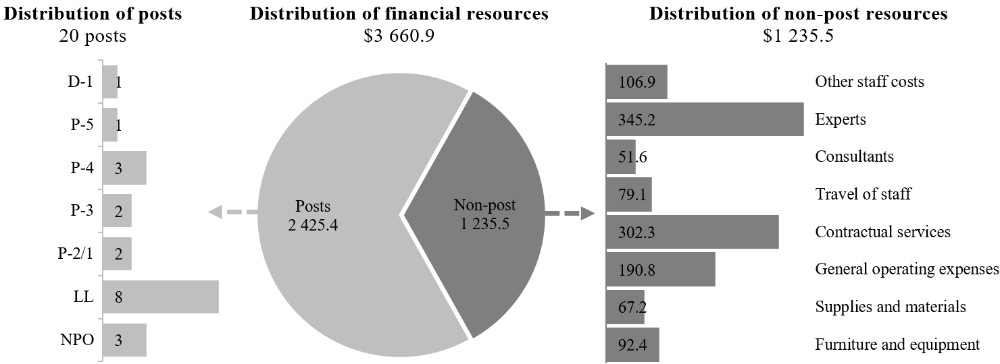 Distribution of posts
20 posts
D-1 1
P-5 1
P-4 3
P-3 2
P-2/1 2
LL 8
NPO 3
Distribution of financial resources
$3 660.9
Posts
2 425.4
Non-post
1 235.5
Distribution of non-post resources
$1 235.5
106.9 Other staff costs
345.2 Experts
51.6 Consultants
79.1 Travel of staff
302.3 Contractual services
190.8 General operating expenses
67.2 Supplies and materials
92.4 Furniture and equipment